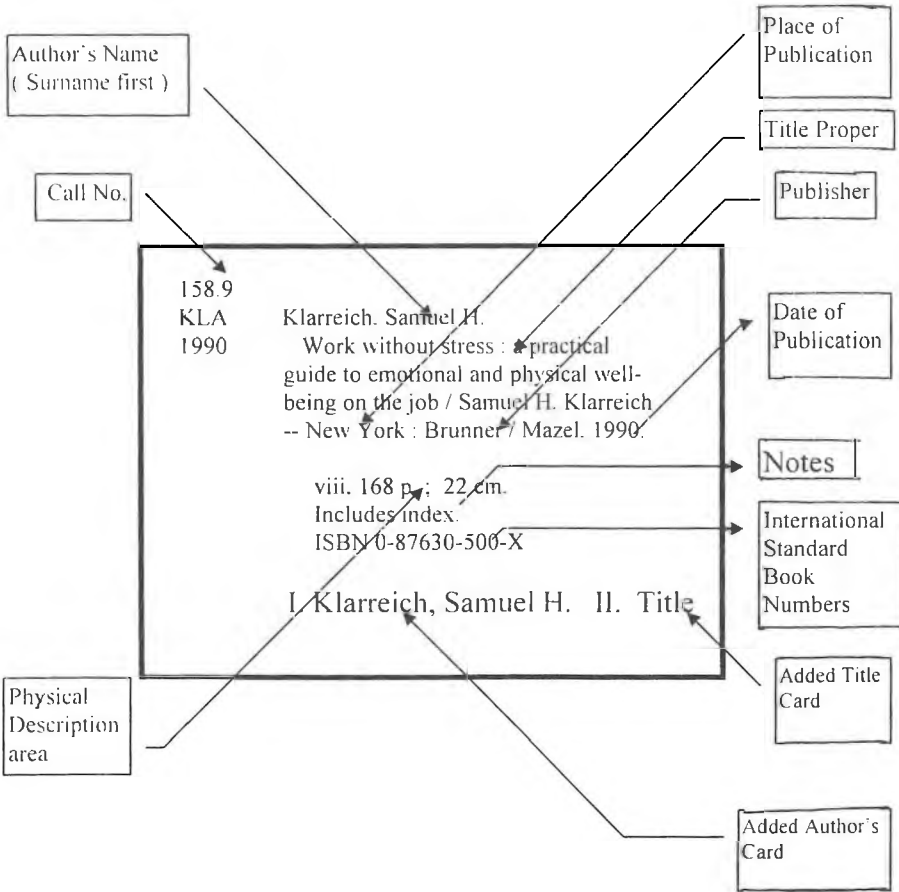 Author's Name
( Surname first )
Place of
Publication
Title Proper
Call No.
Publisher
158.9
KLA
Klarreich. Samuel H.
1990
Work without stress : a practical
guide to emotional and physical well-
being on the job / Samuel H. Klarreich
-- New York : Brunner / Mazel. 1990.
Date of
Publication
viii. 168 p. ; 22 cm.
Includes index.
ISBN 0-87630-500-X
Notes
International
Standard
Book
Numbers
I. Klarreich, Samuel H. II. Title
Physical
Description
area
Added Title
Card
Added Author's
Card